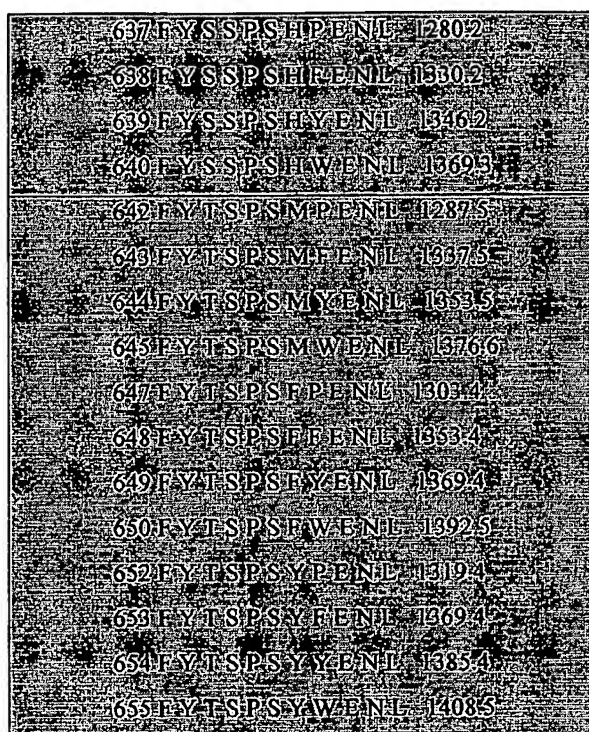 637 F Y S S P S H P E N L 1280.2
638 F Y S S P S H F E N L 1330.2
639 F Y S S P S H Y E N L 1346.2
640 F Y S S P S H W E N L 1369.3
642 F Y T S P S M P E N L 1287.5
643 F Y T S P S M F E N L 1337.5
644 F Y T S P S M Y E N L 1353.5
645 F Y T S P S M W E N L 1376.6
647 F Y T S P S F P E N L 1303.4
648 F Y T S P S F F E N L 1353.4
649 F Y T S P S F Y E N L 1369.4
650 F Y T S P S F W E N L 1392.5
652 F Y T S P S Y P E N L 1319.4
653 F Y T S P S Y F E N L 1369.4
654 F Y T S P S Y Y E N L 1385.4
655 F Y T S P S Y W E N L 1408.5